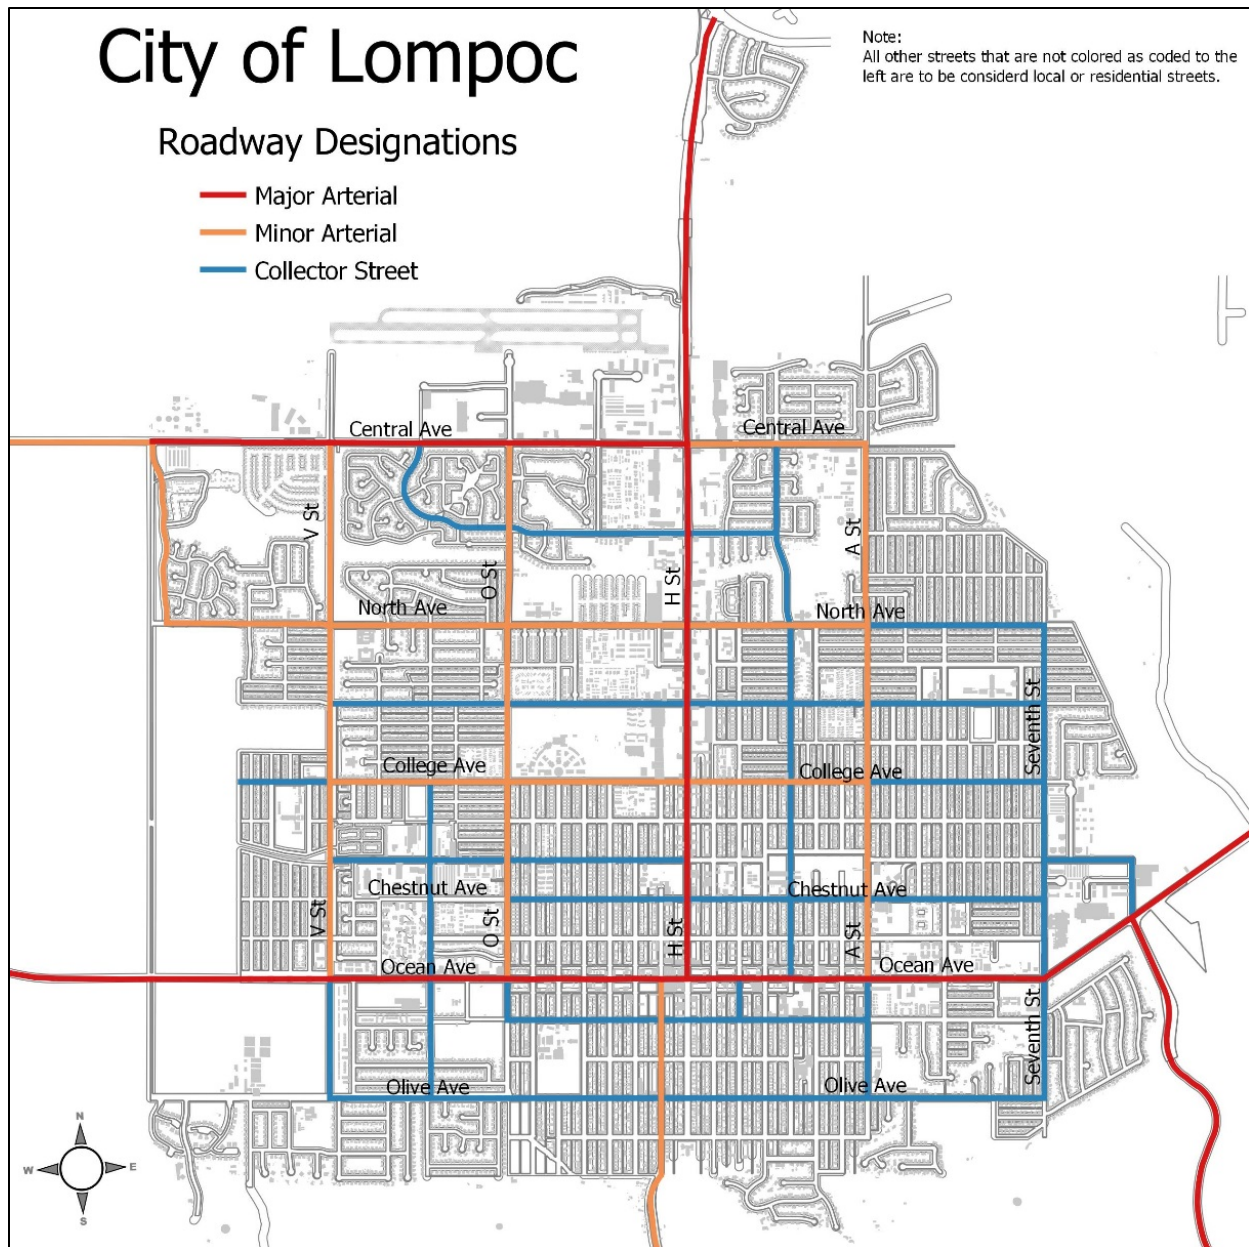 City of Lompoc
Note:
All other streets that are not colored as coded to the
left are to be considerd local or residential streets.
Roadway Designations
Major Arterial
Minor Arterial
Collector Street
Central Ave
Central Ave
V St
A St
O St
H St
North Ave
North Ave
Seventh St
College Ave
College Ave
Chestnut Ave
Chestnut Ave
V St
O St
H St
A St
Ocean Ave
Ocean Ave
Seventh St
Olive Ave
Olive Ave
N
W
E
S